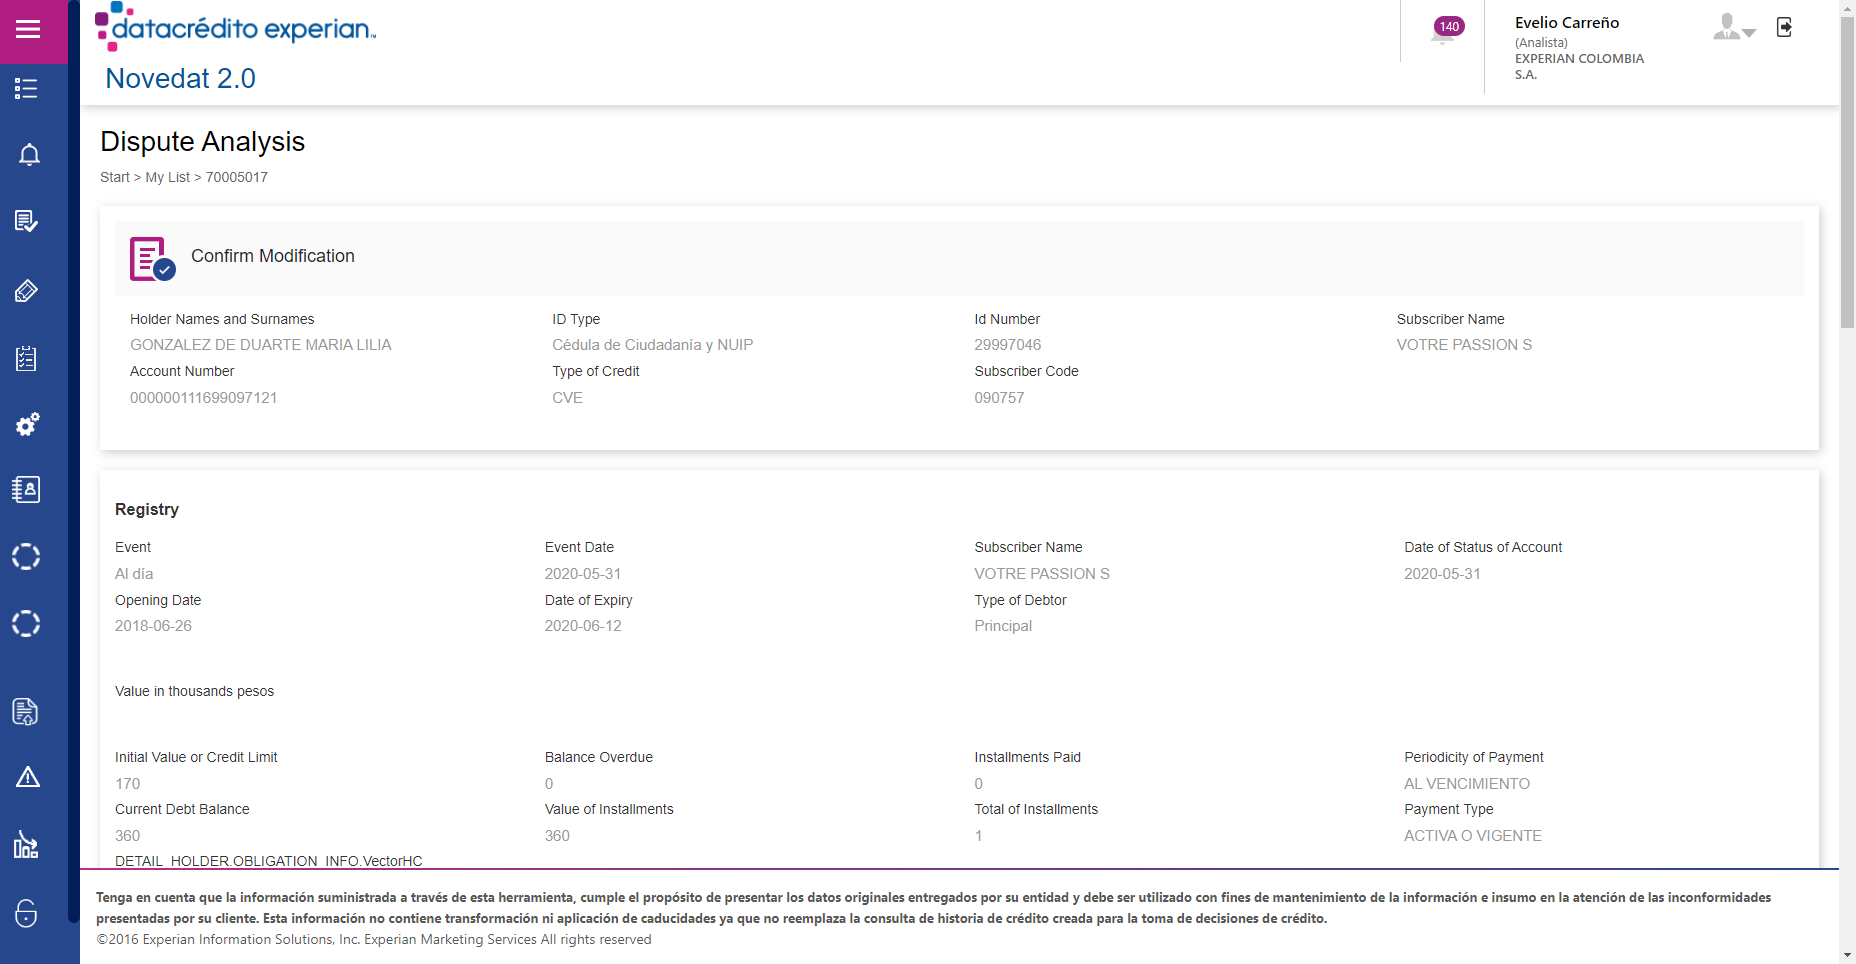 datacrédito experian™
Novedat 2.0
140
Evelio Carreño
(Analista)
EXPERIAN COLOMBIA
S.A.
Dispute Analysis
Start > My List > 70005017
Confirm Modification
Holder Names and Surnames
GONZALEZ DE DUARTE MARIA LILIA
ID Type
Cédula de Ciudadanía y NUIP
Id Number
29997046
Subscriber Name
VOTRE PASSION S
Account Number
000000111699097121
Type of Credit
CVE
Subscriber Code
090757
Registry
Event
Al día
Event Date
2020-05-31
Subscriber Name
VOTRE PASSION S
Date of Status of Account
2020-05-31
Opening Date
2018-06-26
Date of Expiry
2020-06-12
Type of Debtor
Principal
Value in thousands pesos
Initial Value or Credit Limit
170
Balance Overdue
0
Installments Paid
0
Periodicity of Payment
AL VENCIMIENTO
Current Debt Balance
360
Value of Installments
360
Total of Installments
1
Payment Type
ACTIVA O VIGENTE
DETAIL_HOLDER.OBLIGATION_INFO.VectorHC
Tenga en cuenta que la información suministrada a través de esta herramienta, cumple el propósito de presentar los datos originales entregados por su entidad y debe ser utilizado con fines de mantenimiento de la información e insumo en la atención de las inconformidades
presentadas por su cliente. Esta información no contiene transformación ni aplicación de caducidades ya que no reemplaza la consulta de historia de crédito creada para la toma de decisiones de crédito.
©2016 Experian Information Solutions, Inc. Experian Marketing Services All rights reserved